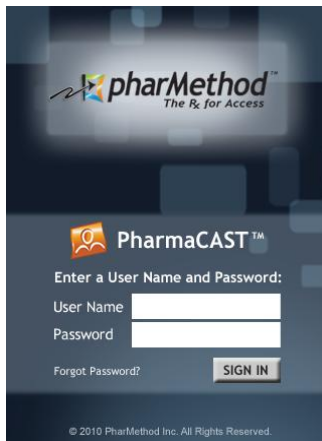 pharMethod™
The ℞ for Access
PharmaCAST™
Enter a User Name and Password:
User Name
Password
Forgot Password?
SIGN IN
© 2010 PharMethod Inc. All Rights Reserved.